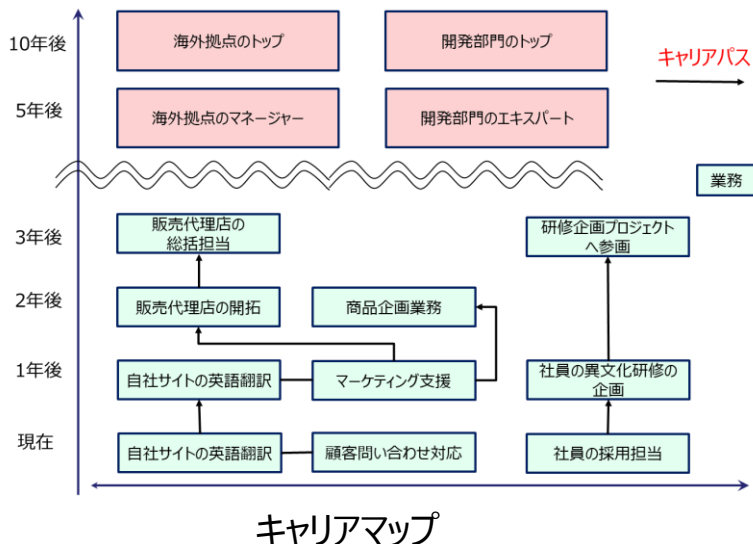 10年後
海外拠点のトップ
開発部門のトップ
キャリアパス
5年後
海外拠点のマネージャー
開発部門のエキスパート
業務
3年後
販売代理店の
総括担当
研修企画プロジェクト
へ参画
2年後
販売代理店の開拓
商品企画業務
1年後
自社サイトの英語翻訳
マーケティング支援
社員の異文化研修の
企画
現在
自社サイトの英語翻訳
顧客問い合わせ対応
社員の採用担当
キャリアマップ